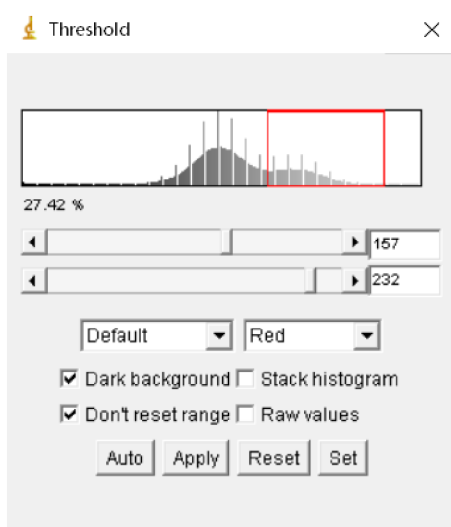 Threshold
27.42 %
157
232
Default Red
Dark background Stack histogram
Don't reset range Raw values
Auto Apply Reset Set